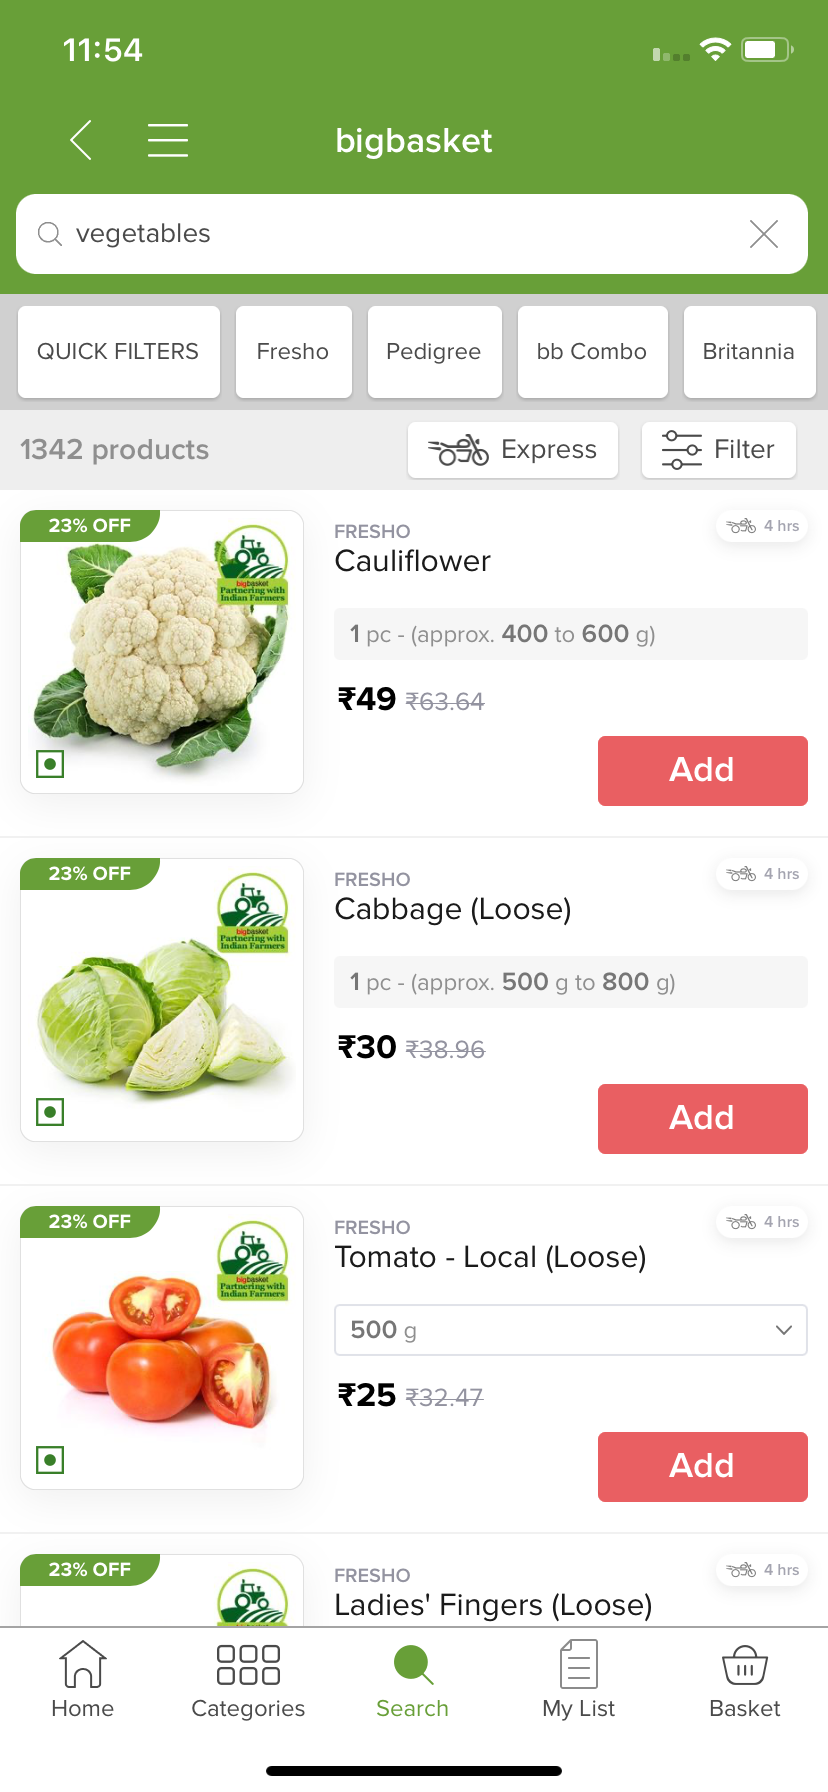 11:54
bigbasket
vegetables
QUICK FILTERS
Fresho
Pedigree
bb Combo
Britannia
1342 products
Express
Filter
23% OFF
bigbasket
Partnering with
Indian Farmers
FRESHO
4 hrs
Cauliflower
1 pc - (approx. 400 to 600 g)
₹49 ₹63.64
Add
23% OFF
bigbasket
Partnering with
Indian Farmers
FRESHO
4 hrs
Cabbage (Loose)
1 pc - (approx. 500 g to 800 g)
₹30 ₹38.96
Add
23% OFF
bigbasket
Partnering with
Indian Farmers
FRESHO
4 hrs
Tomato - Local (Loose)
500 g
₹25 ₹32.47
Add
23% OFF
FRESHO
4 hrs
Ladies' Fingers (Loose)
Home
Categories
Search
My List
Basket